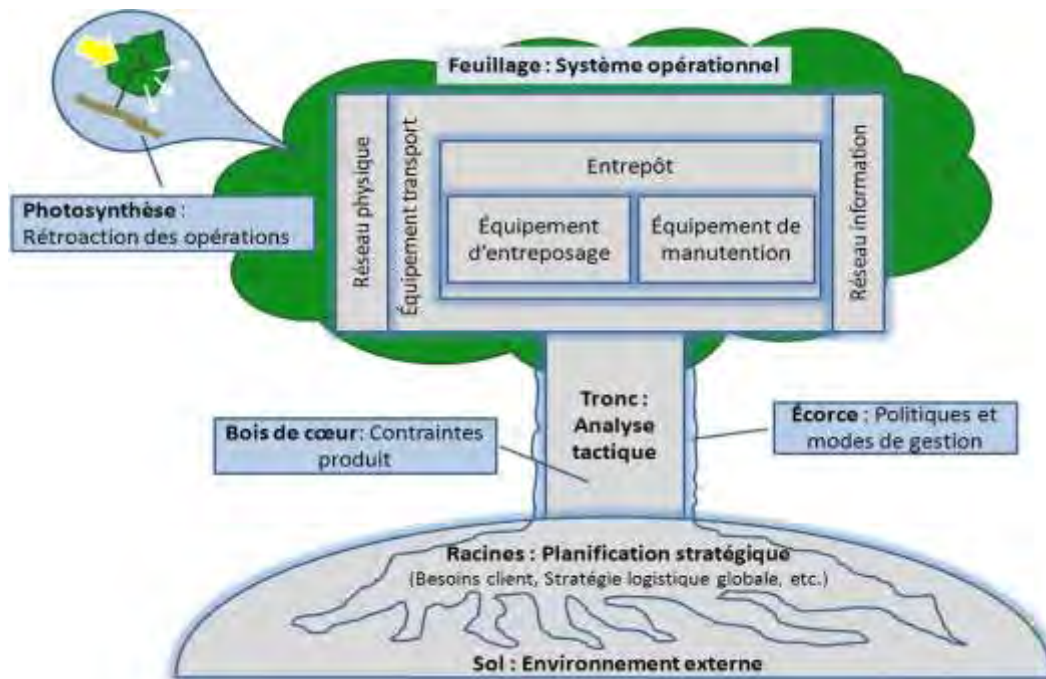 Feuillage : Système opérationnel
Réseau physique
Équipement transport
Entrepôt
Équipement
d'entreposage
Équipement de
manutention
Réseau information
Photosynthèse :
Rétroaction des opérations
Tronc :
Analyse
tactique
Bois de cœur: Contraintes
produit
Écorce : Politiques et
modes de gestion
Racines : Planification stratégique
(Besoins client, Stratégie logistique globale, etc.)
Sol : Environnement externe